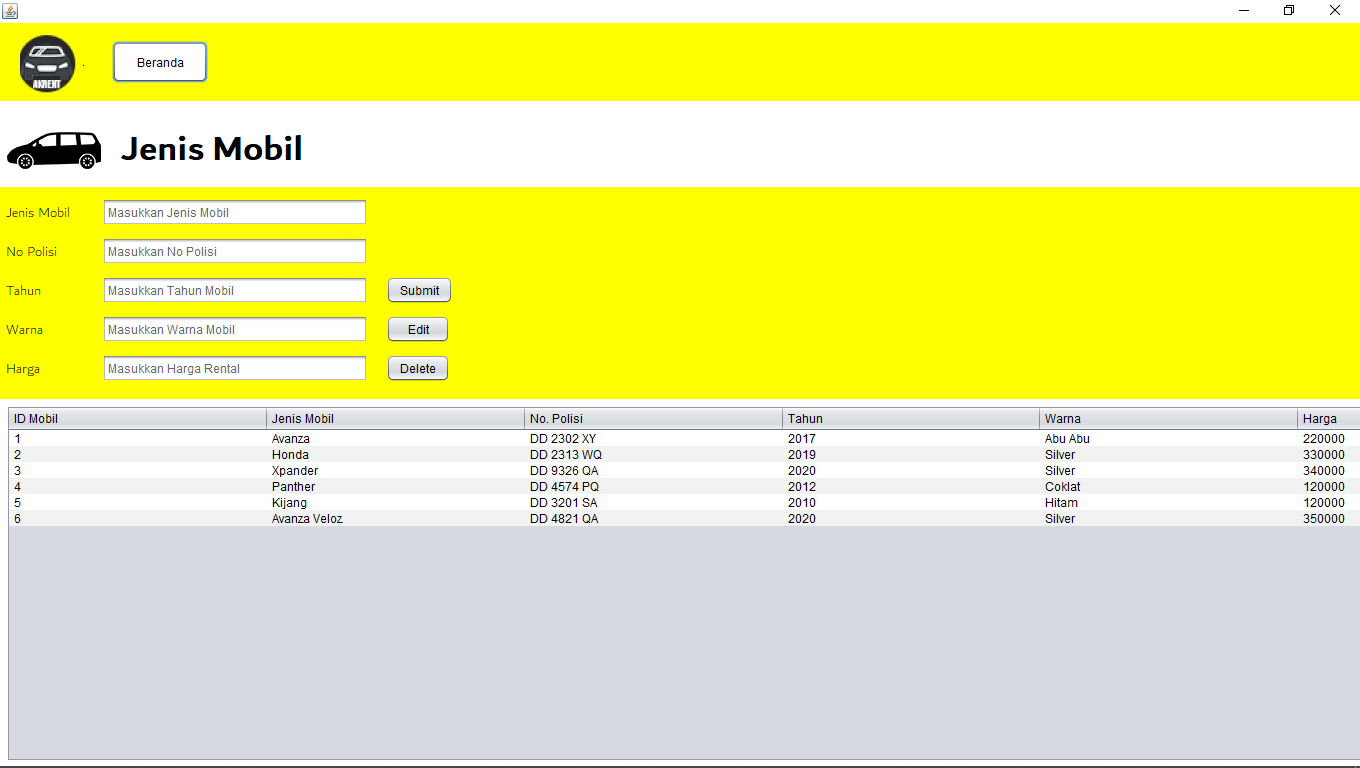 AKRENT
Beranda
Jenis Mobil
Jenis Mobil Masukkan Jenis Mobil
No Polisi Masukkan No Polisi
Tahun Masukkan Tahun Mobil Submit
Warna Masukkan Warna Mobil Edit
Harga Masukkan Harga Rental Delete
ID Mobil Jenis Mobil No. Polisi Tahun Warna Harga
1 Avanza DD 2302 XY 2017 Abu Abu 220000
2 Honda DD 2313 WQ 2019 Silver 330000
3 Xpander DD 9326 QA 2020 Silver 340000
4 Panther DD 4574 PQ 2012 Coklat 120000
5 Kijang DD 3201 SA 2010 Hitam 120000
6 Avanza Veloz DD 4821 QA 2020 Silver 350000